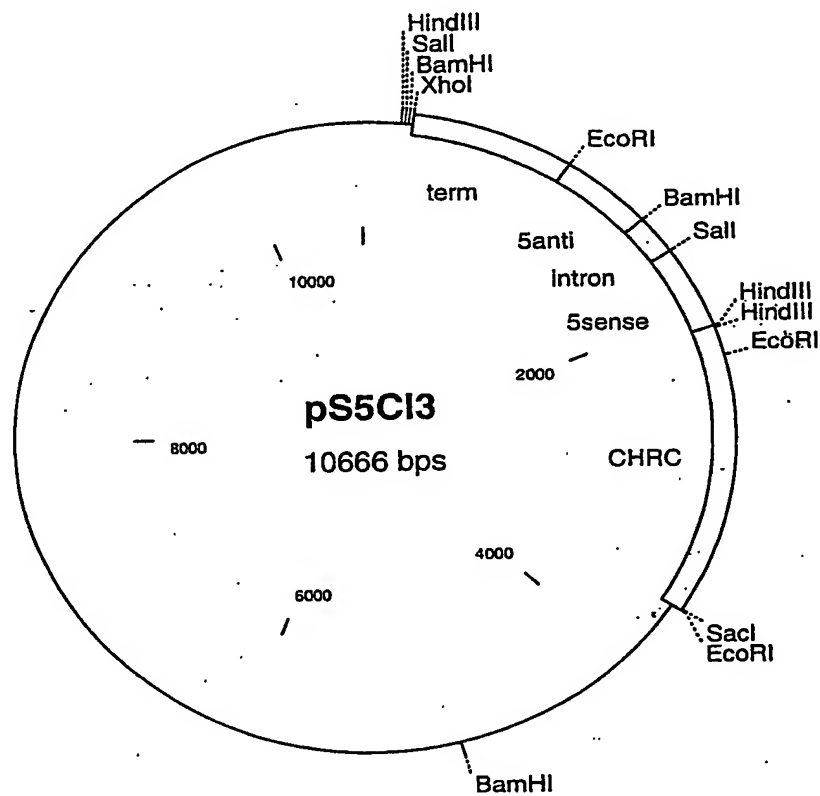 HindIII
SalI
BamHI
XhoI
EcoRI
term
BamHI
5anti
SalI
10000
intron
HindIII
5sense
HindIII
EcoRI
2000
pS5CI3
8000
10666 bps
CHRC
4000
6000
SacI
EcoRI
BamHI